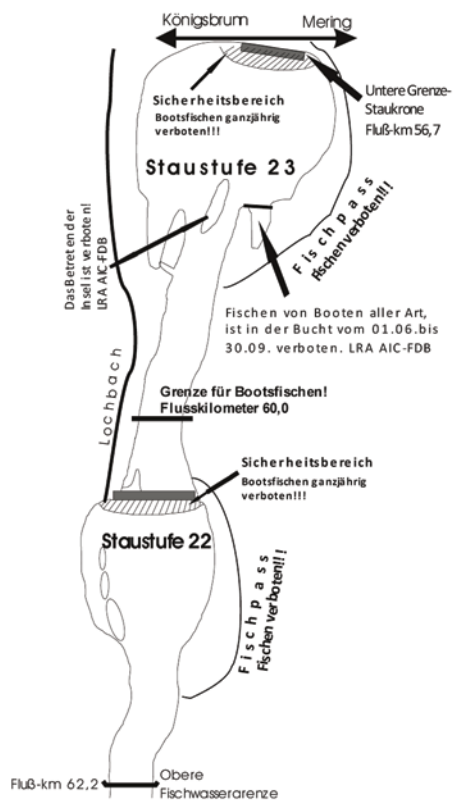 Königsbrunn
Mering
Sicherheitsbereich
Bootsfischen ganzjährig
verboten!!!
Untere Grenze-
Staukrone
Fluß-km 56,7
Staustufe 23
Fischpass
Fischen verboten!!!
Das Betreten der
Insel ist verboten!
LRA AIC-FDB
Fischen von Booten aller Art,
ist in der Bucht vom 01.06.bis
30.09. verboten. LRA AIC-FDB
Lochbach
Grenze für Bootsfischen!
Flusskilometer 60,0
Sicherheitsbereich
Bootsfischen ganzjährig
verboten!!!
Staustufe 22
Fischpass
Fischen verboten!!!
Fluß-km 62,2
Obere
Fischwassergrenze